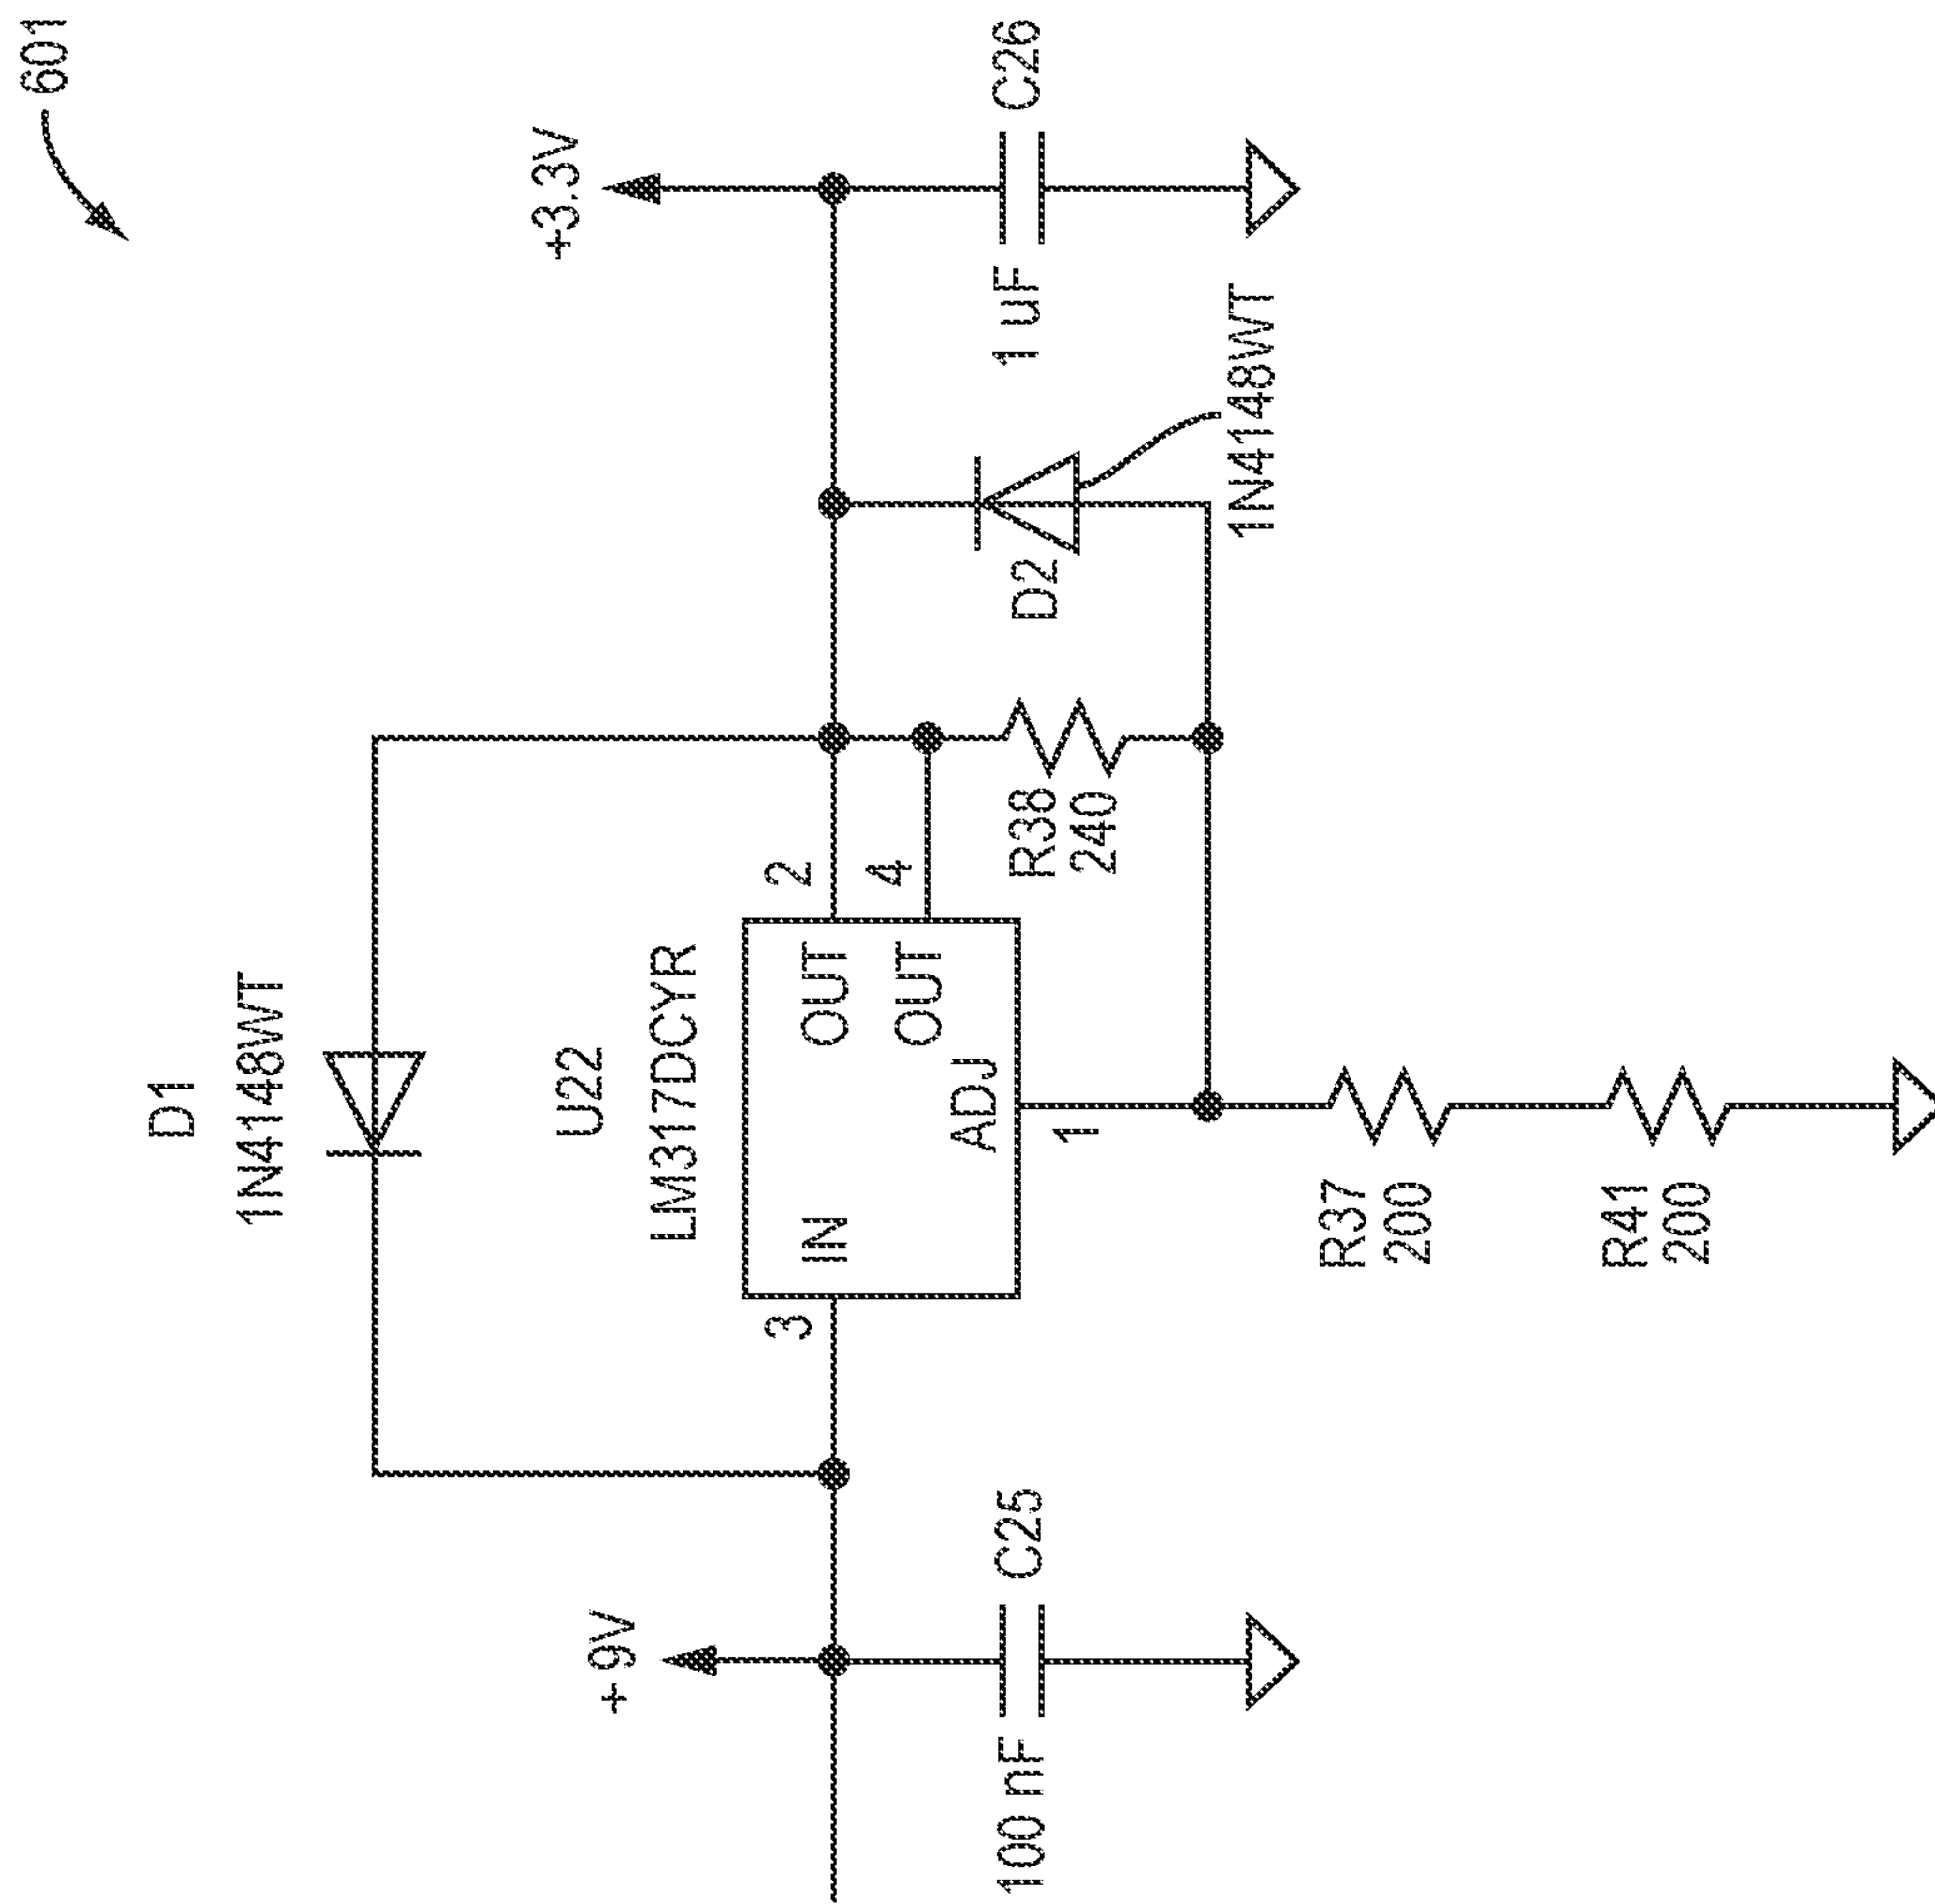 601
D1
1N4148WT
+9V
U22
LM317DCYR
+3.3V
3
IN
OUT
2
OUT
4
ADJ
1
100 nF
C25
R38
240
D2
1 uF
C26
1N4148WT
R37
200
R41
200